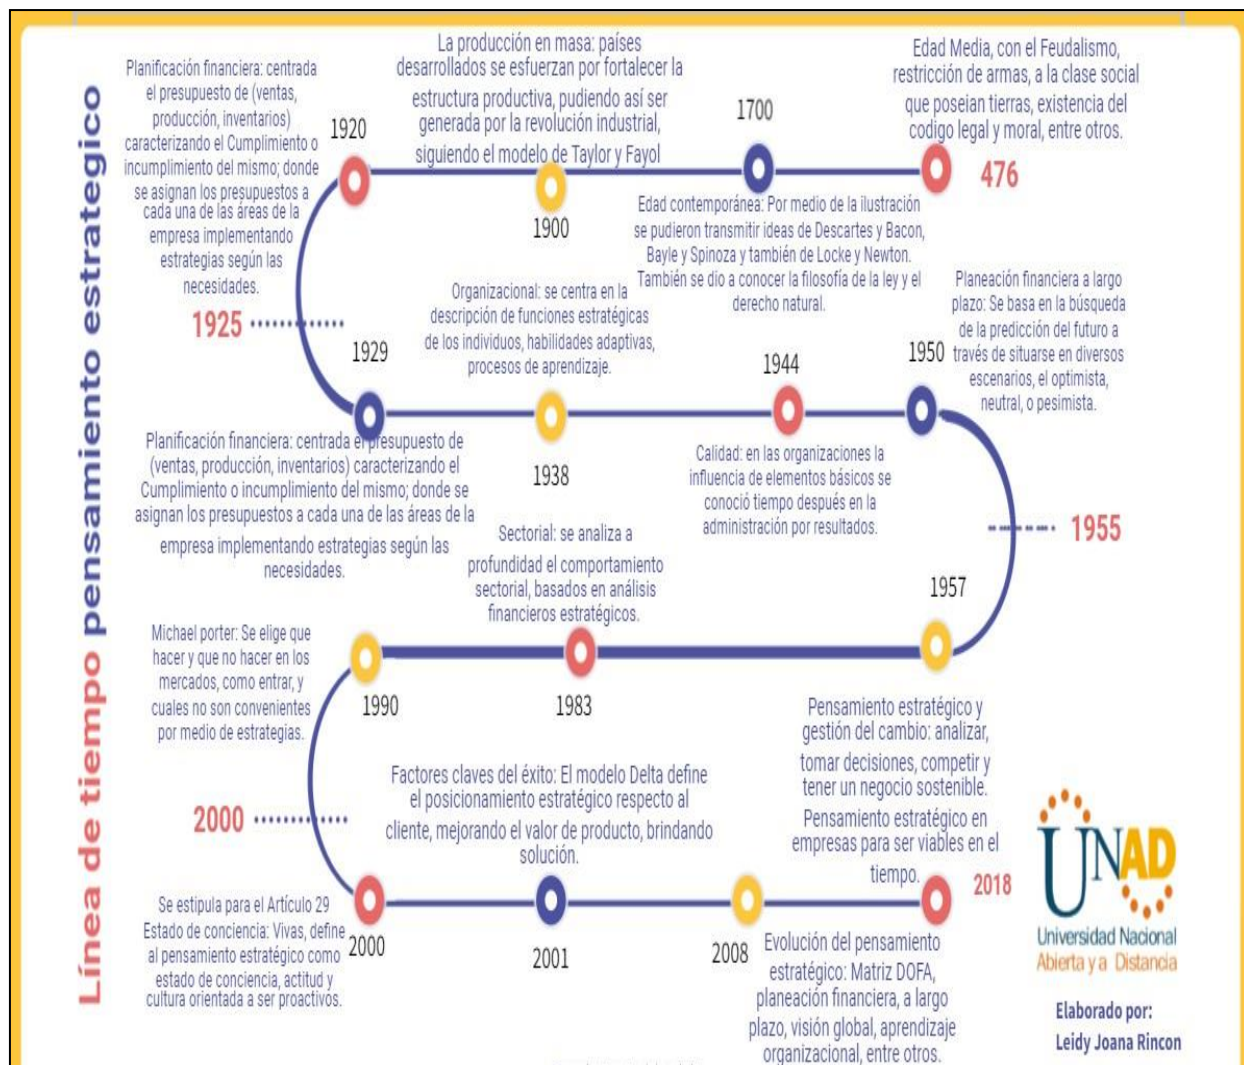 Línea de tiempo pensamiento estrategico
Planificación financiera: centrada
el presupuesto de (ventas,
producción, inventarios)
caracterizando el Cumplimiento o
incumplimiento del mismo; donde
se asignan los presupuestos a
cada una de las áreas de la
empresa implementando
estrategias según las
necesidades.
1920
La producción en masa: países
desarrollados se esfuerzan por fortalecer la
estructura productiva, pudiendo así ser
generada por la revolución industrial,
siguiendo el modelo de Taylor y Fayol
1900
1700
Edad contemporánea: Por medio de la ilustración
se pudieron transmitir ideas de Descartes y Bacon,
Bayle y Spinoza y también de Locke y Newton.
También se dio a conocer la filosofía de la ley y el
derecho natural.
Edad Media, con el Feudalismo,
restricción de armas, a la clase social
que poseian tierras, existencia del
codigo legal y moral, entre otros.
476
1925
1929
Planificación financiera: centrada el presupuesto de
(ventas, producción, inventarios) caracterizando el
Cumplimiento o incumplimiento del mismo; donde se
asignan los presupuestos a cada una de las áreas de la
empresa implementando estrategias según las
necesidades.
Organizacional: se centra en la
descripción de funciones estratégicas
de los individuos, habilidades adaptivas,
procesos de aprendizaje.
1938
1944
Calidad: en las organizaciones la
influencia de elementos básicos se
conoció tiempo después en la
administración por resultados.
1950
Planeación financiera a largo
plazo: Se basa en la búsqueda
de la predicción del futuro a
través de situarse en diversos
escenarios, el optimista,
neutral, o pesimista.
1955
1957
Sectorial: se analiza a
profundidad el comportamiento
sectorial, basados en análisis
financieros estratégicos.
1983
Michael porter: Se elige que
hacer y que no hacer en los
mercados, como entrar, y
cuales no son convenientes
por medio de estrategias.
1990
2000
Se estipula para el Artículo 29
Estado de conciencia: Vivas, define
al pensamiento estratégico como
estado de conciencia, actitud y
cultura orientada a ser proactivos.
2000
Factores claves del éxito: El modelo Delta define
el posicionamiento estratégico respecto al
cliente, mejorando el valor de producto, brindando
solución.
2001
2008
Evolución del pensamiento
estratégico: Matriz DOFA,
planeación financiera, a largo
plazo, visión global, aprendizaje
organizacional, entre otros.
Pensamiento estratégico y
gestión del cambio: analizar,
tomar decisiones, competir y
tener un negocio sostenible.
Pensamiento estratégico en
empresas para ser viables en el
tiempo.
2018
UNAD
Universidad Nacional
Abierta y a Distancia
Elaborado por:
Leidy Joana Rincon